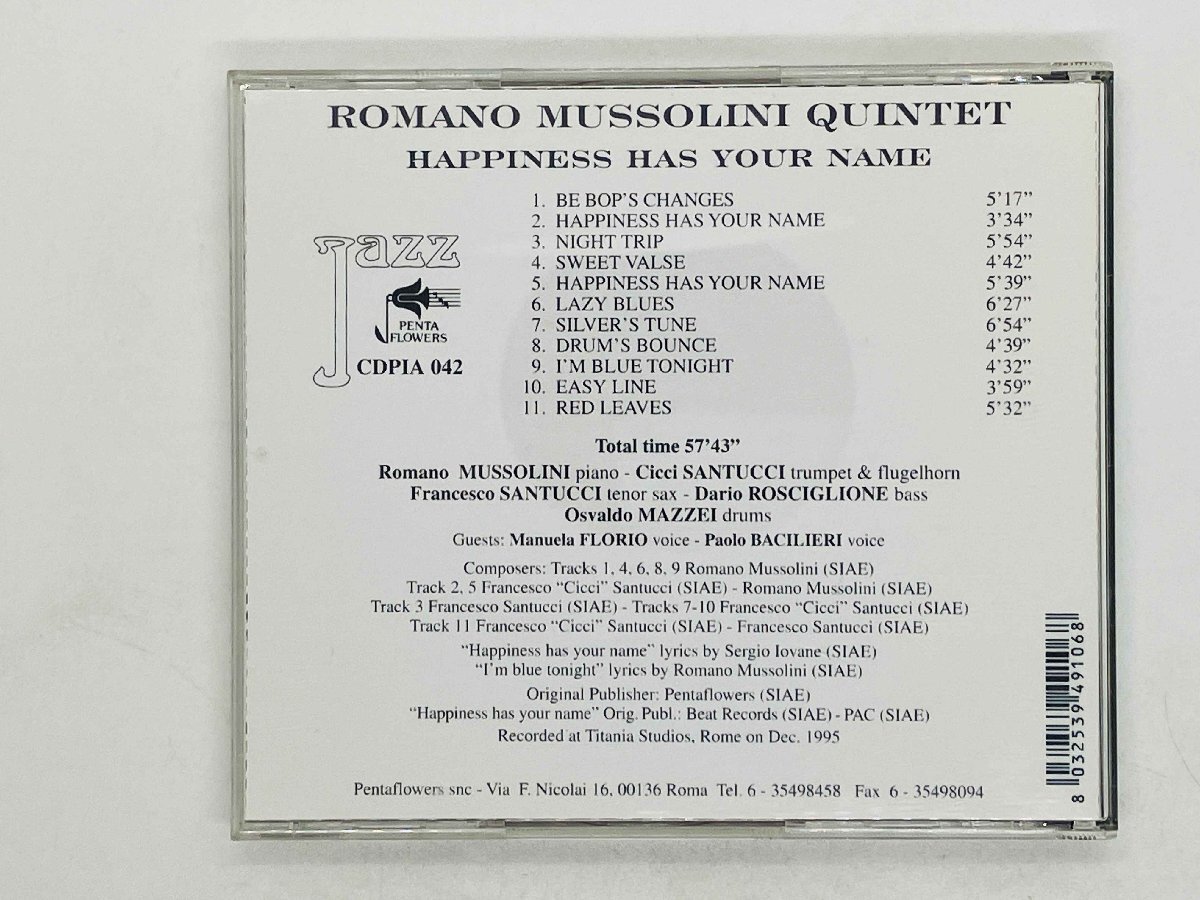 ROMANO MUSSOLINI QUINTET
HAPPINESS HAS YOUR NAME
1. BE BOP'S CHANGES 5'17"
2. HAPPINESS HAS YOUR NAME 3'34"
3. NIGHT TRIP 5'54"
4. SWEET VALSE 4'42"
5. HAPPINESS HAS YOUR NAME 5'39"
6. LAZY BLUES 6'27"
7. SILVER'S TUNE 6'54"
8. DRUM'S BOUNCE 4'39"
9. I'M BLUE TONIGHT 4'32"
10. EASY LINE 3'59"
11. RED LEAVES 5'32"
Jazz
PENTA
FLOWERS
CDPIA 042
Total time 57'43"
Romano MUSSOLINI piano - Cicci SANTUCCI trumpet & flugelhorn
Francesco SANTUCCI tenor sax - Dario ROSCIGLIONE bass
Osvaldo MAZZEI drums
Guests: Manuela FLORIO voice - Paolo BACILIERI voice
Composers: Tracks 1, 4, 6, 8, 9 Romano Mussolini (SIAE)
Track 2, 5 Francesco "Cicci" Santucci (SIAE) - Romano Mussolini (SIAE)
Track 3 Francesco Santucci (SIAE) - Tracks 7-10 Francesco "Cicci" Santucci (SIAE)
Track 11 Francesco "Cicci" Santucci (SIAE) - Francesco Santucci (SIAE)
"Happiness has your name" lyrics by Sergio Iovane (SIAE)
"I'm blue tonight" lyrics by Romano Mussolini (SIAE)
Original Publisher: Pentaflowers (SIAE)
"Happiness has your name" Orig. Publ.: Beat Records (SIAE) - PAC (SIAE)
Recorded at Titania Studios, Rome on Dec. 1995
Pentaflowers snc - Via F. Nicolai 16, 00136 Roma Tel. 6 - 35498458 Fax 6 - 35498094
8 032539 491068